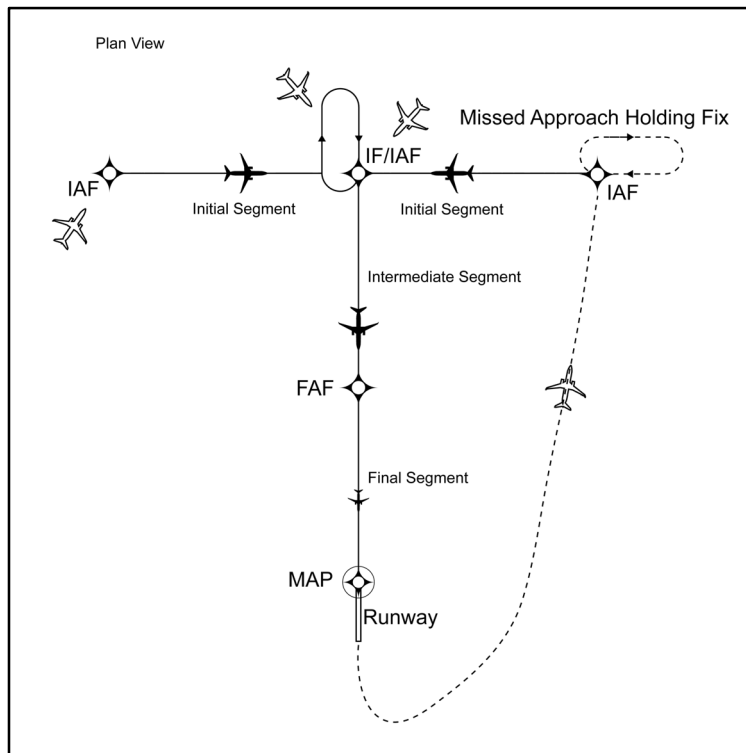 Plan View
Missed Approach Holding Fix
IF/IAF
IAF
IAF
Initial Segment
Initial Segment
Intermediate Segment
FAF
Final Segment
MAP
Runway